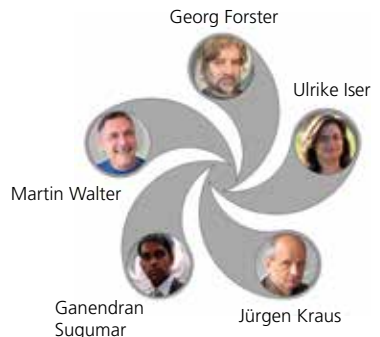 Georg Forster
Ulrike Iser
Martin Walter
Jürgen Kraus
Ganendran
Sugumar